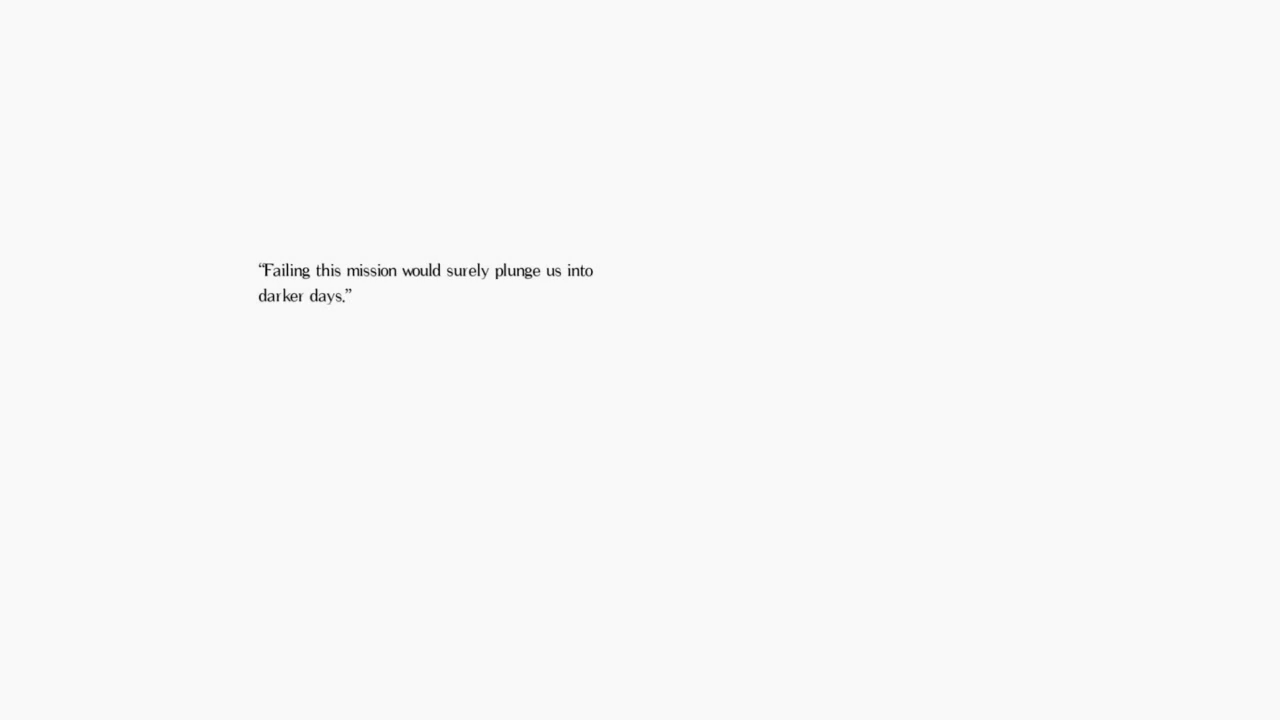 “Failing this mission would surely plunge us into
darker days.”